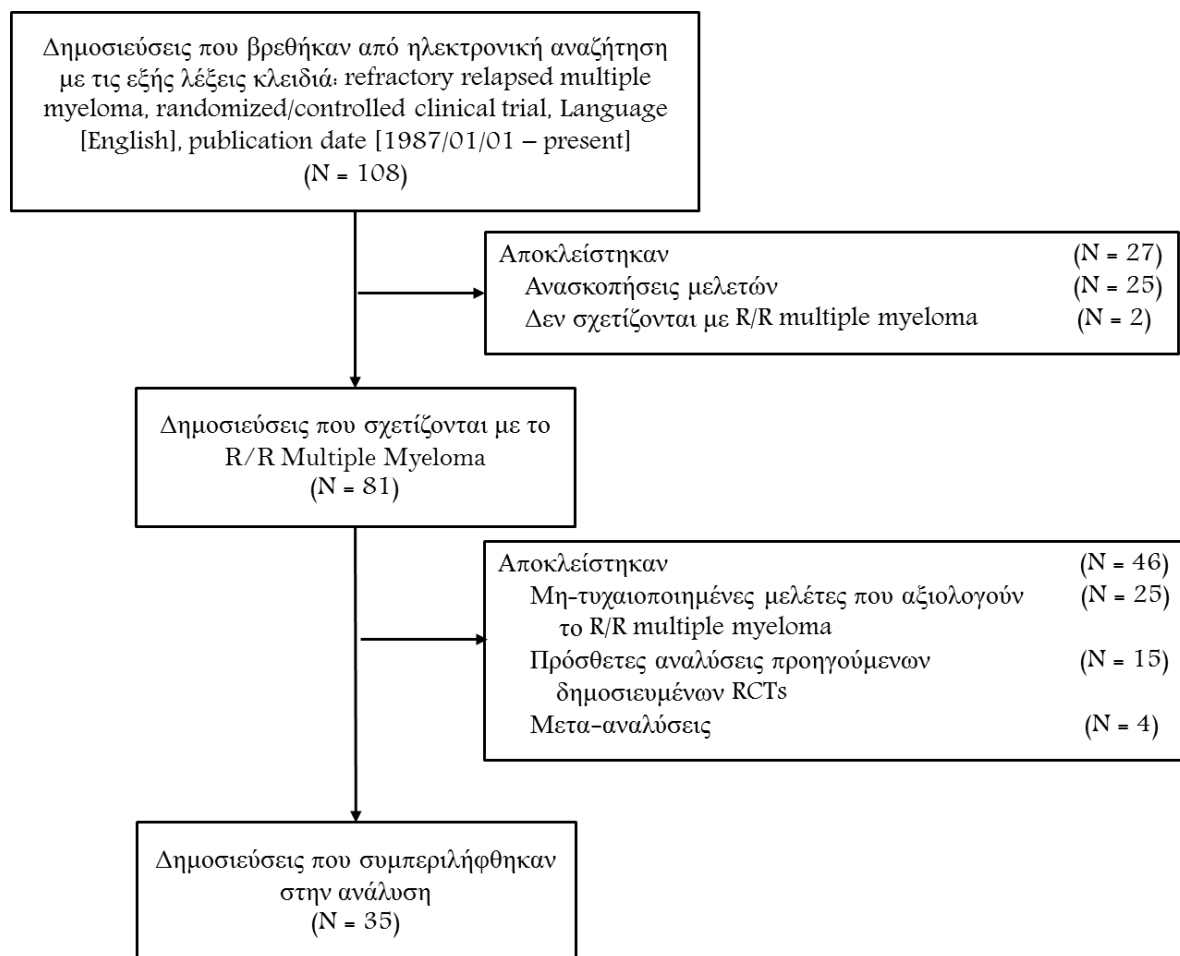 Δημοσιεύσεις που βρεθήκαν από ηλεκτρονική αναζήτηση
με τις εξής λέξεις κλειδιά: refractory relapsed multiple
myeloma, randomized/controlled clinical trial, Language
[English], publication date [1987/01/01 – present]
(N = 108)
Αποκλείστηκαν (N = 27)
Ανασκοπήσεις μελετών (N = 25)
Δεν σχετίζονται με R/R multiple myeloma (N = 2)
Δημοσιεύσεις που σχετίζονται με το
R/R Multiple Myeloma
(N = 81)
Αποκλείστηκαν (N = 46)
Μη-τυχαιοποιημένες μελέτες που αξιολογούν (N = 25)
το R/R multiple myeloma
Πρόσθετες αναλύσεις προηγούμενων (N = 15)
δημοσιευμένων RCTs
Μετα-αναλύσεις (N = 4)
Δημοσιεύσεις που συμπεριλήφθηκαν
στην ανάλυση
(N = 35)